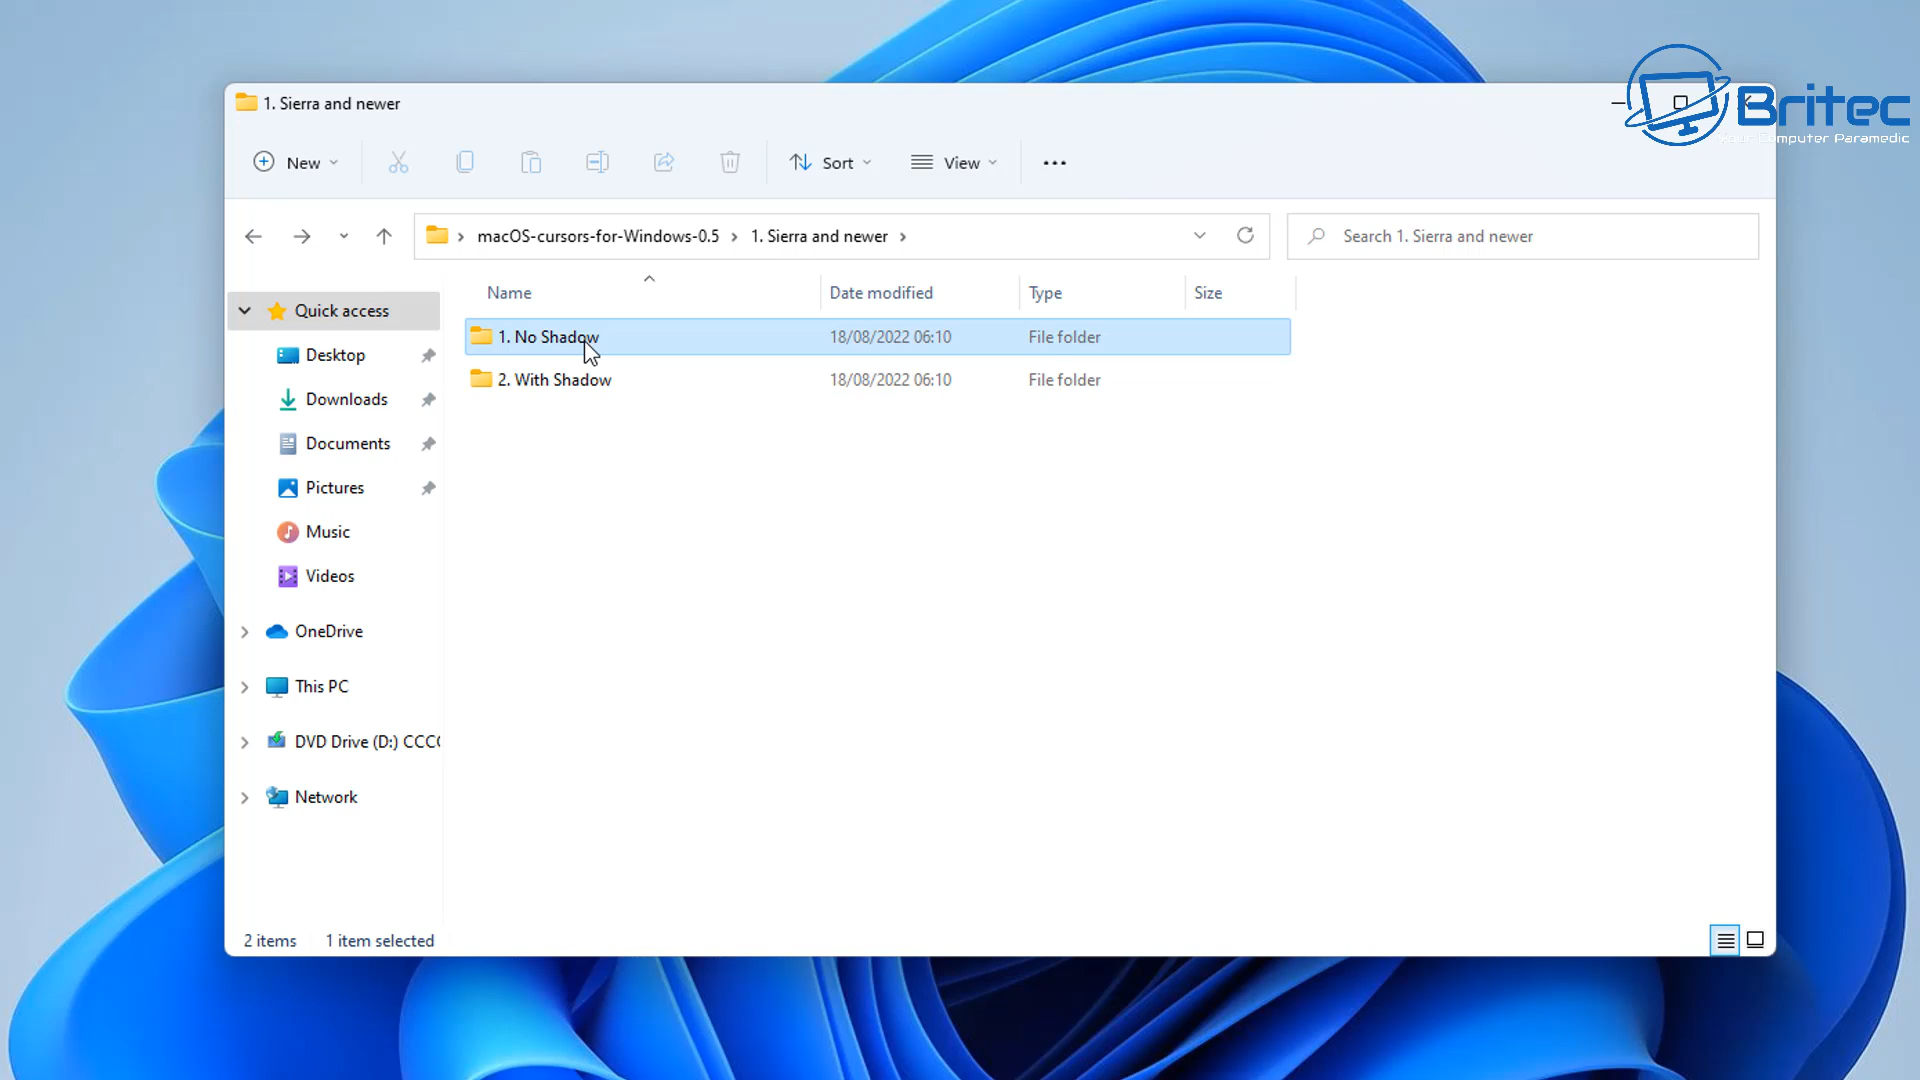 1. Sierra and newer
Britec
Your Computer Paramedic
New
Sort
View
macOS-cursors-for-Windows-0.5
1. Sierra and newer
Search 1. Sierra and newer
Name
Date modified
Type
Size
Quick access
1. No Shadow
18/08/2022 06:10
File folder
Desktop
2. With Shadow
18/08/2022 06:10
File folder
Downloads
Documents
Pictures
Music
Videos
OneDrive
This PC
DVD Drive (D:) CCC
Network
2 items
1 item selected